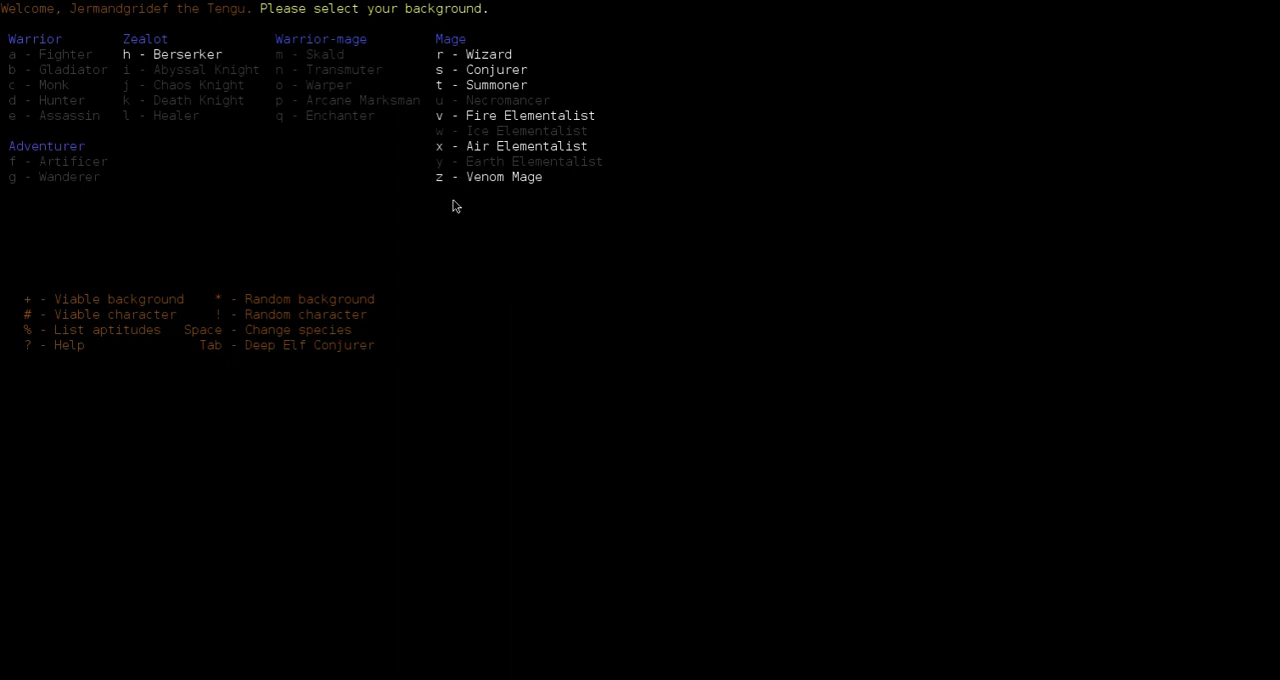 Welcome, Jermandgridef the Tengu. Please select your background.
Warrior Zealot Warrior-mage Mage
a - Fighter h - Berserker m - Skald r - Wizard
b - Gladiator i - Abyssal Knight n - Transmuter s - Conjurer
c - Monk j - Chaos Knight o - Warper t - Summoner
d - Hunter k - Death Knight p - Arcane Marksman u - Necromancer
e - Assassin l - Healer q - Enchanter v - Fire Elementalist
w - Ice Elementalist
Adventurer x - Air Elementalist
f - Artificer y - Earth Elementalist
g - Wanderer z - Venom Mage
+ - Viable background * - Random background
# - Viable character ! - Random character
% - List aptitudes Space - Change species
? - Help Tab - Deep Elf Conjurer